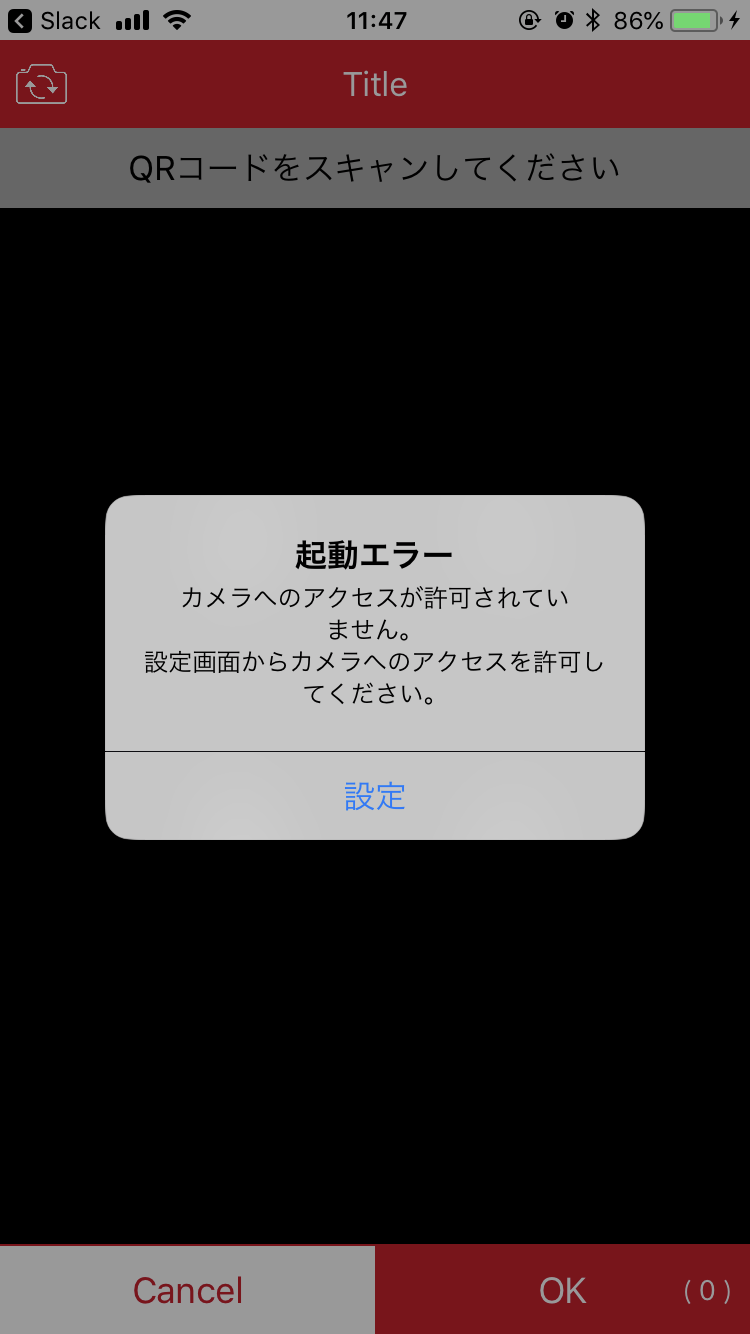 Slack 11:47 86%
Title
QRコードをスキャンしてください
起動エラー
カメラへのアクセスが許可されてい
ません。
設定画面からカメラへのアクセスを許可し
てください。
設定
Cancel OK ( 0 )